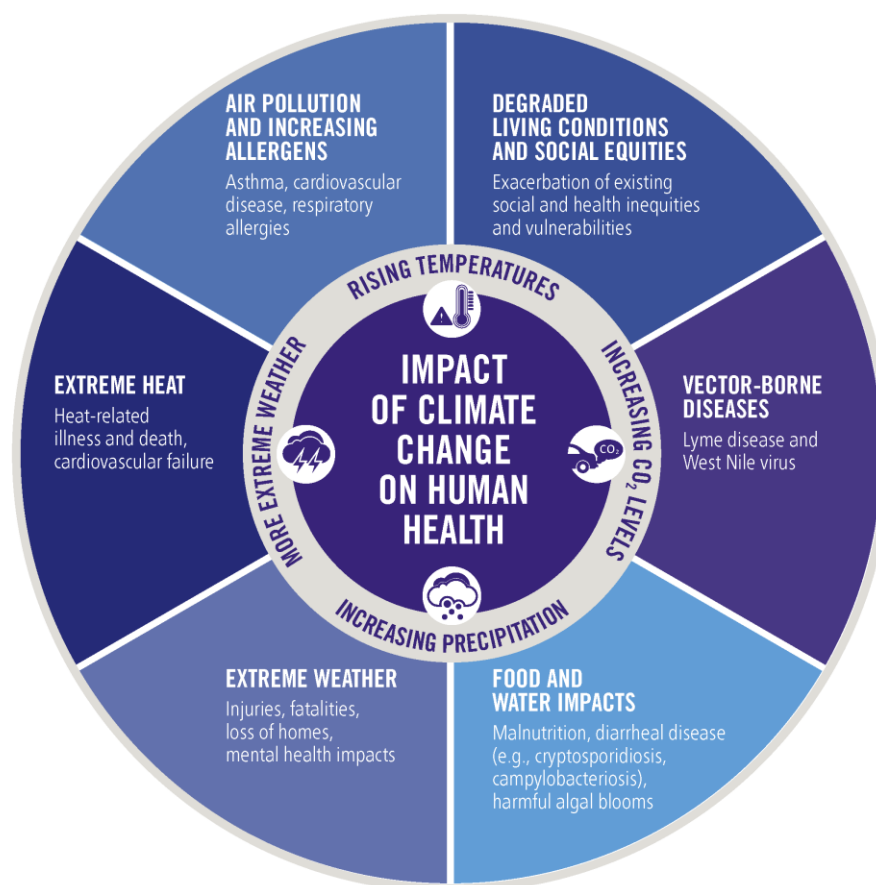 AIR POLLUTION
AND INCREASING
ALLERGENS
Asthma, cardiovascular
disease, respiratory
allergies
DEGRADED
LIVING CONDITIONS
AND SOCIAL EQUITIES
Exacerbation of existing
social and health inequities
and vulnerabilities
VECTOR-BORNE
DISEASES
Lyme disease and
West Nile virus
FOOD AND
WATER IMPACTS
Malnutrition, diarrheal disease
(e.g., cryptosporidiosis,
campylobacteriosis),
harmful algal blooms
EXTREME WEATHER
Injuries, fatalities,
loss of homes,
mental health impacts
EXTREME HEAT
Heat-related
illness and death,
cardiovascular failure
RISING TEMPERATURES
INCREASING CO₂ LEVELS
CO₂
INCREASING PRECIPITATION
MORE EXTREME WEATHER
IMPACT
OF CLIMATE
CHANGE
ON HUMAN
HEALTH